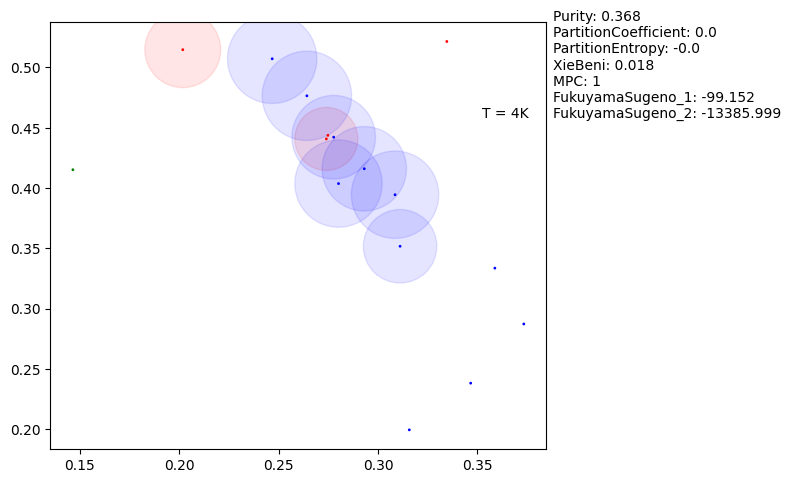 Purity: 0.368
PartitionCoefficient: 0.0
PartitionEntropy: -0.0
XieBeni: 0.018
MPC: 1
FukuyamaSugeno_1: -99.152
FukuyamaSugeno_2: -13385.999
T = 4K
0.50
0.45
0.40
0.35
0.30
0.25
0.20
0.15 0.20 0.25 0.30 0.35